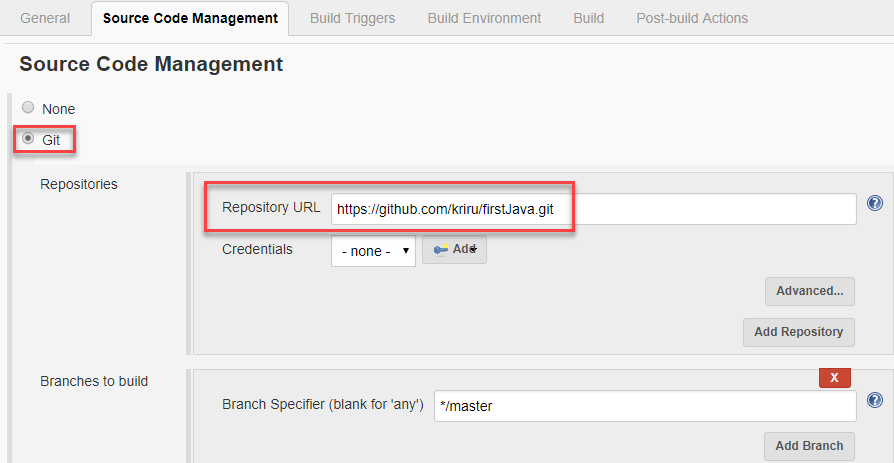 General Source Code Management Build Triggers Build Environment Build Post-build Actions
Source Code Management
None
Git
Repositories
Repository URL https://github.com/kriru/firstJava.git ?
Credentials - none - Add
Advanced...
Add Repository
Branches to build
X
Branch Specifier (blank for 'any') */master ?
Add Branch